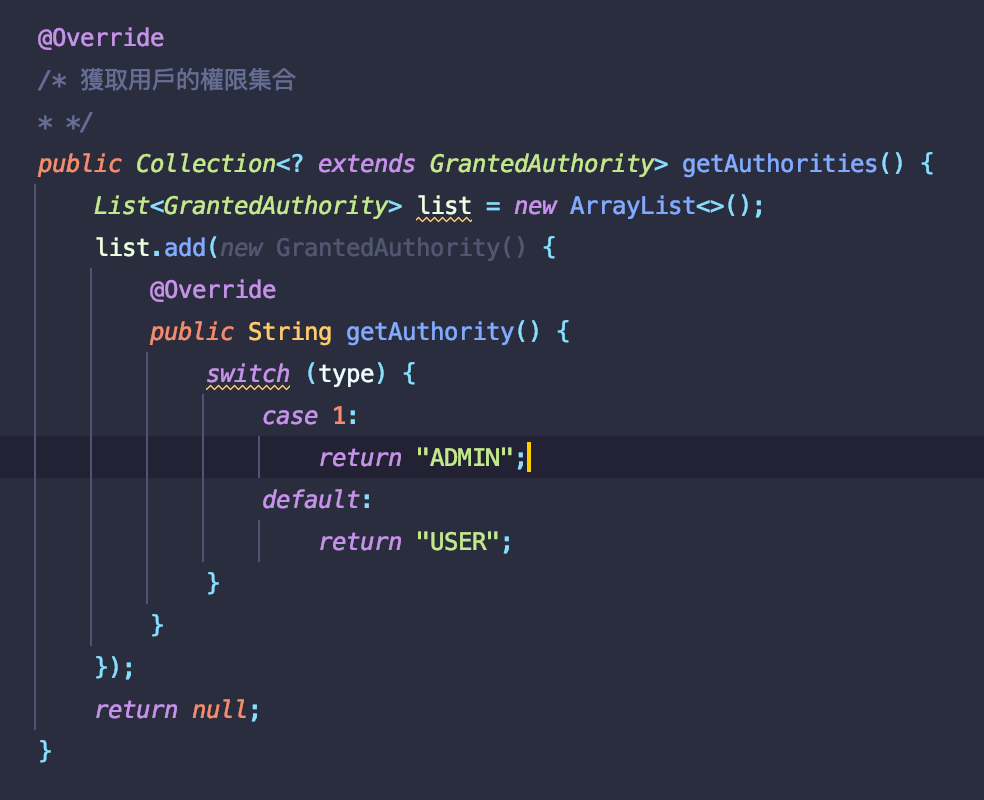 @Override
/* 獲取用戶的權限集合
* */
public Collection<? extends GrantedAuthority> getAuthorities() {
List<GrantedAuthority> list = new ArrayList<>();
list.add(new GrantedAuthority() {
@Override
public String getAuthority() {
switch (type) {
case 1:
return "ADMIN";
default:
return "USER";
}
}
});
return null;
}